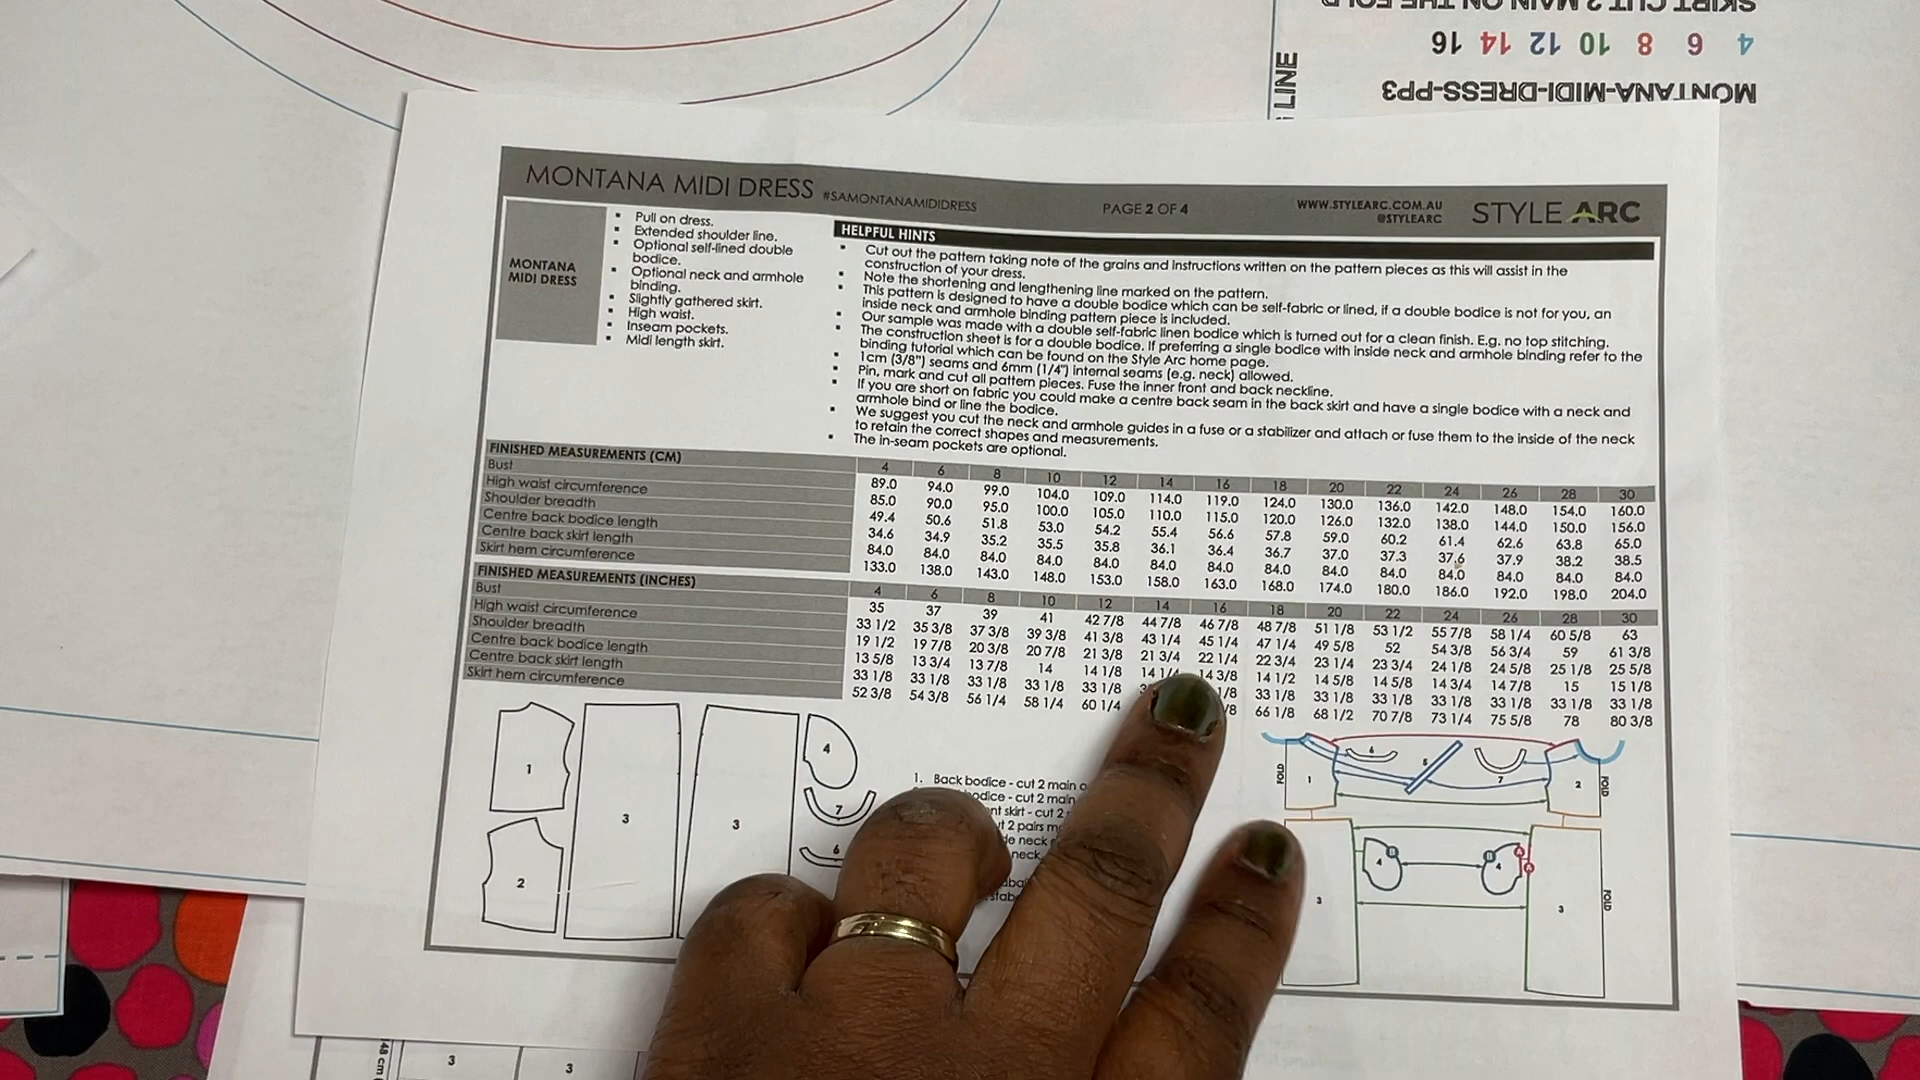 SKIRT CUT 2 MAIN ON THE FOLD
4 6 8 10 12 14 16
MONTANA-MIDI-DRESS-PP3
LINE
MONTANA MIDI DRESS #SAMONTANAMIDIDRESS PAGE 2 OF 4 WWW.STYLEARC.COM.AU @STYLEARC STYLE ARC
MONTANA MIDI DRESS
▪ Pull on dress.
▪ Extended shoulder line.
▪ Optional self-lined double
bodice.
▪ Optional neck and armhole
binding.
▪ Slightly gathered skirt.
▪ High waist.
▪ Inseam pockets.
▪ Midi length skirt.
HELPFUL HINTS
▪ Cut out the pattern taking note of the grains and instructions written on the pattern pieces as this will assist in the
construction of your dress.
▪ Note the shortening and lengthening line marked on the pattern.
▪ This pattern is designed to have a double bodice which can be self-fabric or lined, if a double bodice is not for you, an
inside neck and armhole binding pattern piece is included.
▪ Our sample was made with a double self-fabric linen bodice which is turned out for a clean finish. E.g. no top stitching.
▪ The construction sheet is for a double bodice. If preferring a single bodice with inside neck and armhole binding refer to the
binding tutorial which can be found on the Style Arc home page.
▪ 1cm (3/8") seams and 6mm (1/4") internal seams (e.g. neck) allowed.
▪ Pin, mark and cut all pattern pieces. Fuse the inner front and back neckline.
▪ If you are short on fabric you could make a centre back seam in the back skirt and have a single bodice with a neck and
armhole bind or line the bodice.
▪ We suggest you cut the neck and armhole guides in a fuse or a stabilizer and attach or fuse them to the inside of the neck
to retain the correct shapes and measurements.
▪ The in-seam pockets are optional.
FINISHED MEASUREMENTS (CM) 4 6 8 10 12 14 16 18 20 22 24 26 28 30
Bust 89.0 94.0 99.0 104.0 109.0 114.0 119.0 124.0 130.0 136.0 142.0 148.0 154.0 160.0
High waist circumference 85.0 90.0 95.0 100.0 105.0 110.0 115.0 120.0 126.0 132.0 138.0 144.0 150.0 156.0
Shoulder breadth 49.4 50.6 51.8 53.0 54.2 55.4 56.6 57.8 59.0 60.2 61.4 62.6 63.8 65.0
Centre back bodice length 34.6 34.9 35.2 35.5 35.8 36.1 36.4 36.7 37.0 37.3 37.6 37.9 38.2 38.5
Centre back skirt length 84.0 84.0 84.0 84.0 84.0 84.0 84.0 84.0 84.0 84.0 84.0 84.0 84.0 84.0
Skirt hem circumference 133.0 138.0 143.0 148.0 153.0 158.0 163.0 168.0 174.0 180.0 186.0 192.0 198.0 204.0
FINISHED MEASUREMENTS (INCHES) 4 6 8 10 12 14 16 18 20 22 24 26 28 30
Bust 35 37 39 41 42 7/8 44 7/8 46 7/8 48 7/8 51 1/8 53 1/2 55 7/8 58 1/4 60 5/8 63
High waist circumference 33 1/2 35 3/8 37 3/8 39 3/8 41 3/8 43 1/4 45 1/4 47 1/4 49 5/8 52 54 3/8 56 3/4 59 61 3/8
Shoulder breadth 19 1/2 19 7/8 20 3/8 20 7/8 21 3/8 21 3/4 22 1/4 22 3/4 23 1/4 23 3/4 24 1/8 24 5/8 25 1/8 25 5/8
Centre back bodice length 13 5/8 13 3/4 13 7/8 14 14 1/8 14 1/4 14 3/8 14 1/2 14 5/8 14 5/8 14 3/4 14 7/8 15 15 1/8
Centre back skirt length 33 1/8 33 1/8 33 1/8 33 1/8 33 1/8 1/8 33 1/8 33 1/8 33 1/8 33 1/8 33 1/8 33 1/8 33 1/8
Skirt hem circumference 52 3/8 54 3/8 56 1/4 58 1/4 60 1/4 66 1/8 68 1/2 70 7/8 73 1/4 75 5/8 78 80 3/8
1 2 3 3 4 7 6
1. Back bodice - cut 2 main
bodice - cut 2 main
skirt - cut 2
2 pairs
neck
neck
FOLD 1 6 5 7 2 FOLD
3 4 4 3 FOLD
48 cm
3 3